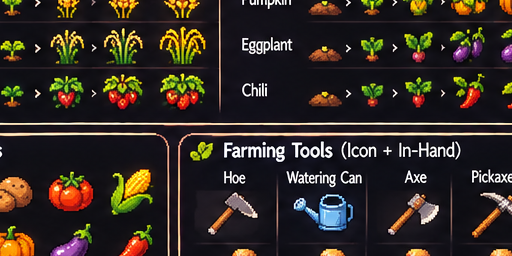 Pumpkin
Eggplant
Chili
Farming Tools (Icon + In-Hand)
Hoe
Watering Can
Axe
Pickaxe